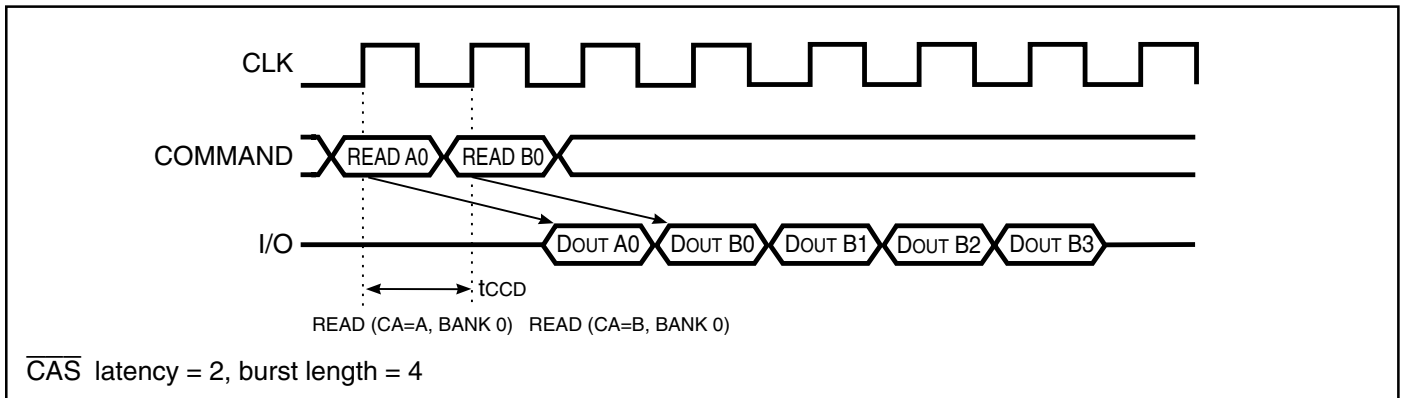 CLK
COMMAND READ A0 READ B0
I/O DOUT A0 DOUT B0 DOUT B1 DOUT B2 DOUT B3
tCCD
READ (CA=A, BANK 0) READ (CA=B, BANK 0)
CAS latency = 2, burst length = 4